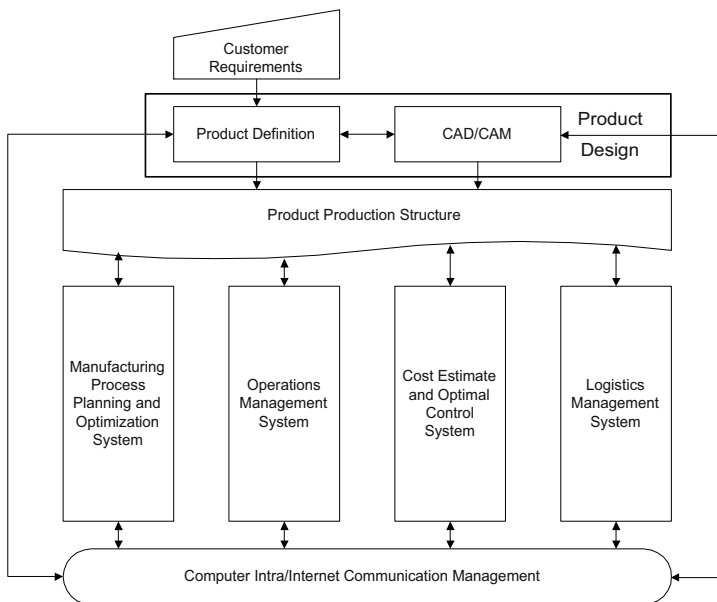 Customer
Requirements
Product Definition
CAD/CAM
Product
Design
Product Production Structure
Manufacturing
Process
Planning and
Optimization
System
Operations
Management
System
Cost Estimate
and Optimal
Control
System
Logistics
Management
System
Computer Intra/Internet Communication Management